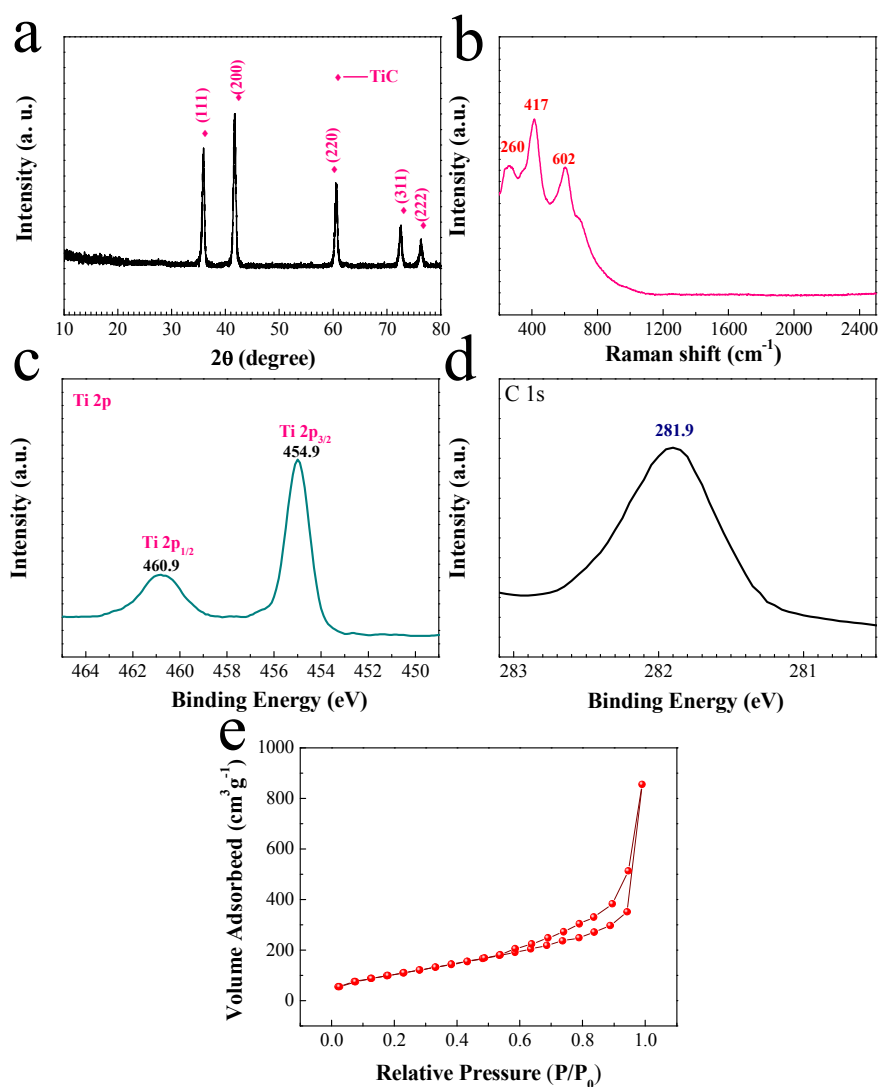 a
Intensity (a. u.)
(111)
(200)
(220)
(311)
(222)
TiC
10 20 30 40 50 60 70 80
2θ (degree)
b
Intensity (a.u.)
260
417
602
400 800 1200 1600 2000 2400
Raman shift (cm⁻¹)
c
Intensity (a.u.)
Ti 2p
Ti 2p₁/₂
460.9
Ti 2p₃/₂
454.9
464 462 460 458 456 454 452 450
Binding Energy (eV)
d
Intensity (a.u.)
C 1s
281.9
283 282 281
Binding Energy (eV)
e
Volume Adsorbeed (cm³g⁻¹)
1000
800
600
400
200
0
0.0 0.2 0.4 0.6 0.8 1.0
Relative Pressure (P/P₀)